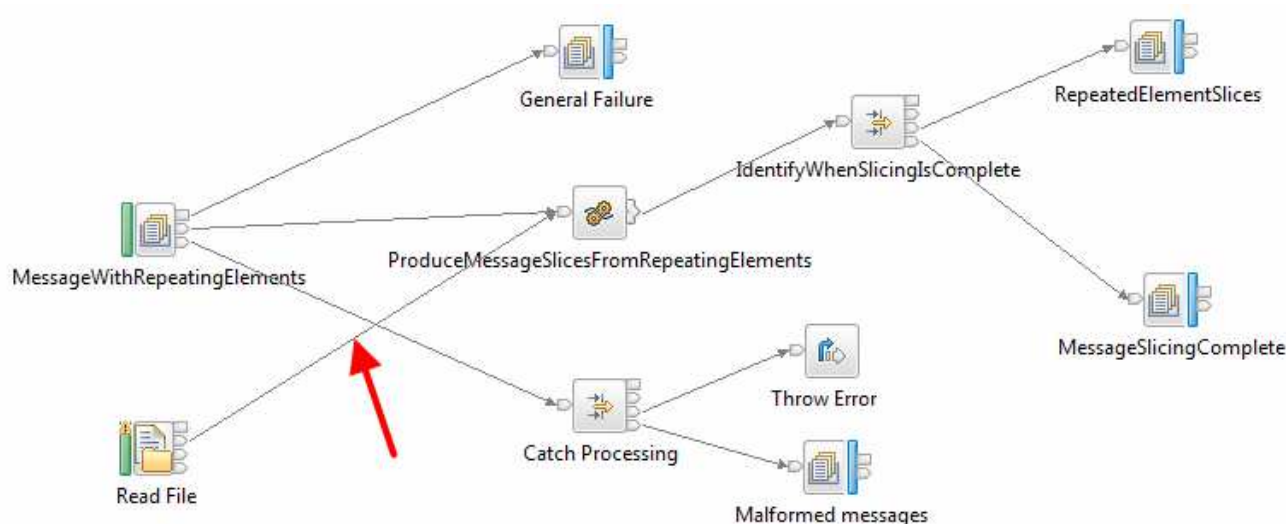 General Failure
RepeatedElementSlices
IdentifyWhenSlicingIsComplete
ProduceMessageSlicesFromRepeatingElements
MessageWithRepeatingElements
MessageSlicingComplete
Throw Error
Catch Processing
Read File
Malformed messages